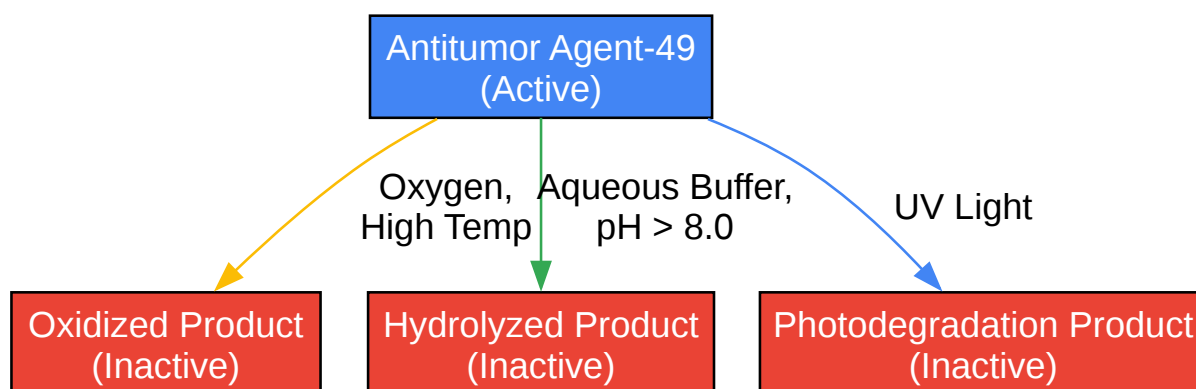 Antitumor Agent-49
(Active)
Oxygen,
High Temp
Aqueous Buffer,
pH > 8.0
UV Light
Oxidized Product
(Inactive)
Hydrolyzed Product
(Inactive)
Photodegradation Product
(Inactive)